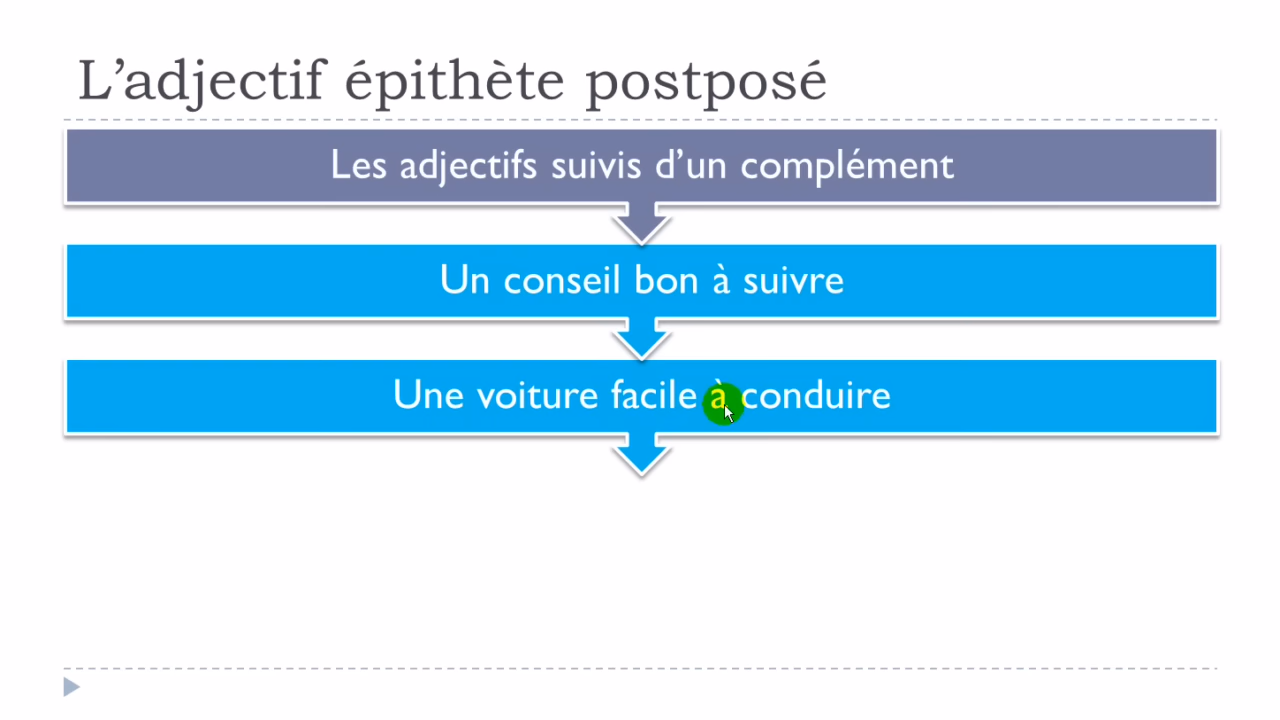 L’adjectif épithète postposé
Les adjectifs suivis d’un complément
Un conseil bon à suivre
Une voiture facile à conduire